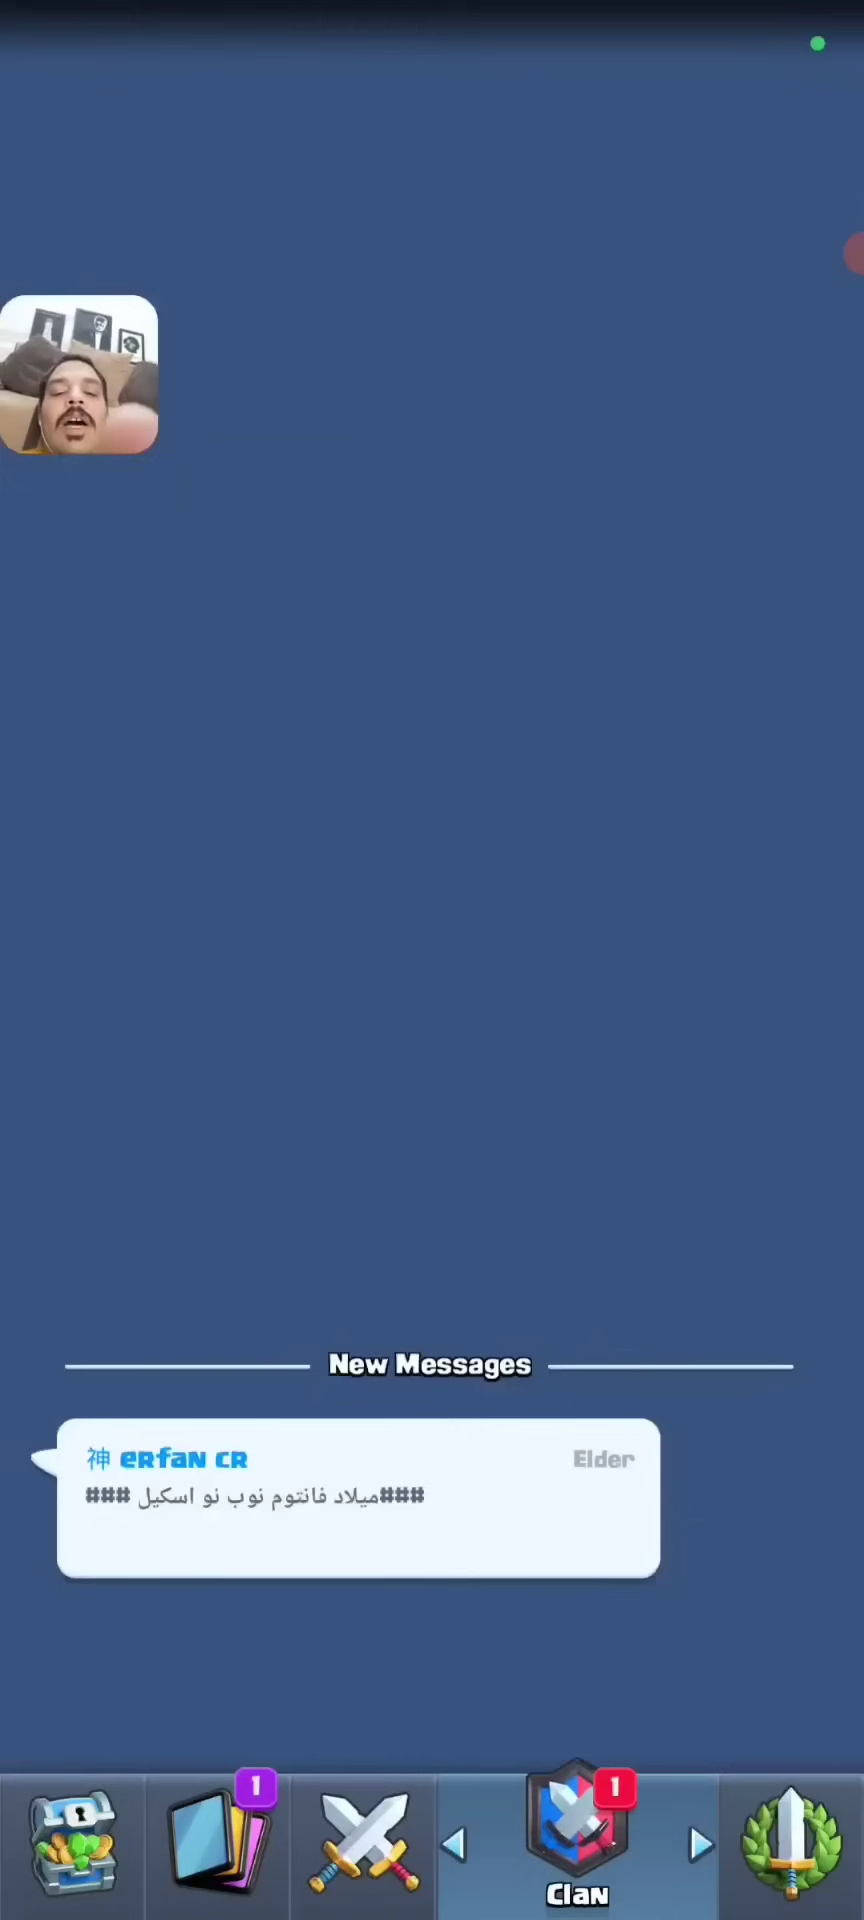 New Messages
神 erfan cr
Elder
###میلاد فانتوم نوب نو اسکیل ###
1
1
Clan